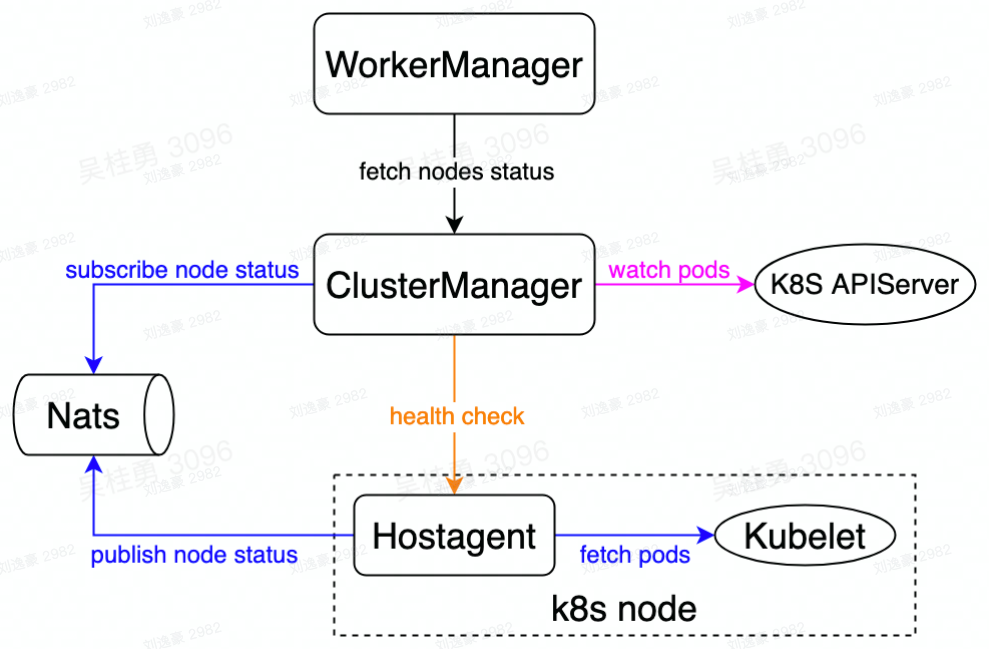 WorkerManager
fetch nodes status
subscribe node status
ClusterManager
watch pods
K8S APIServer
Nats
health check
publish node status
Hostagent
fetch pods
Kubelet
k8s node
吴桂勇 3096
刘逸豪 2982